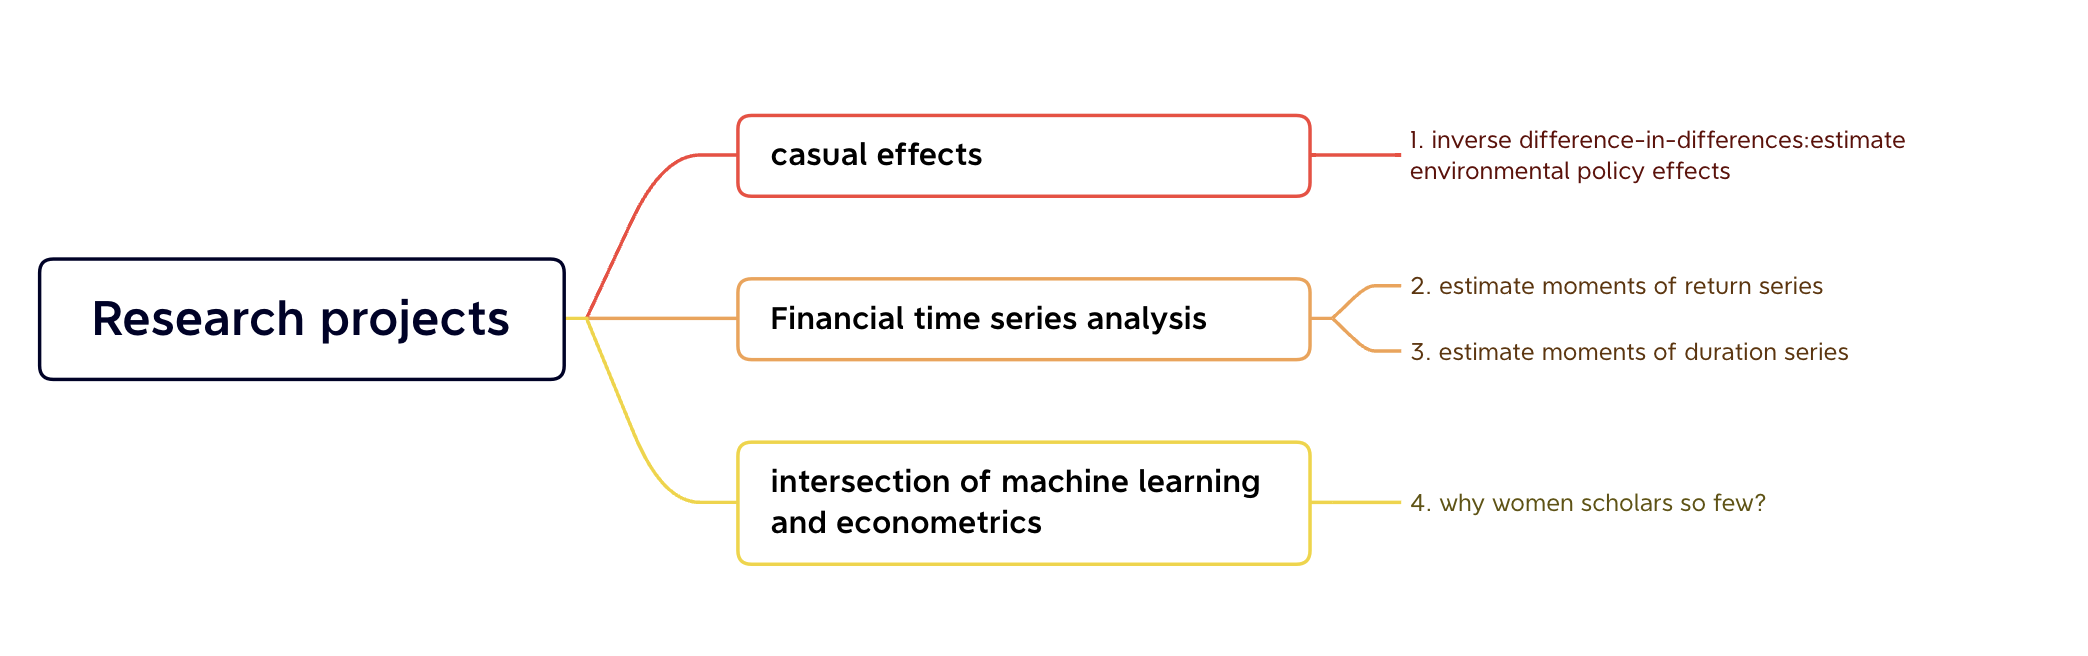 Research projects
casual effects
1. inverse difference-in-differences:estimate
environmental policy effects
Financial time series analysis
2. estimate moments of return series
3. estimate moments of duration series
intersection of machine learning
and econometrics
4. why women scholars so few?